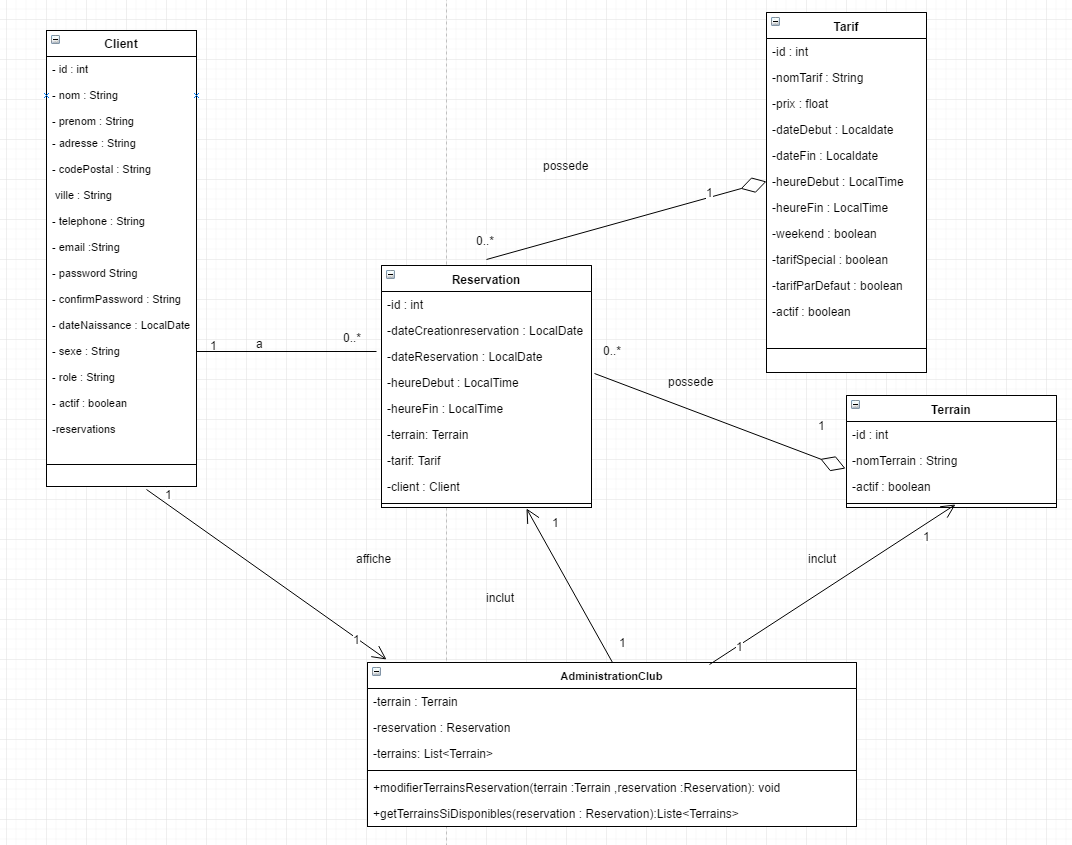 Client
- id : int
- nom : String
- prenom : String
- adresse : String
- codePostal : String
ville : String
- telephone : String
- email :String
- password String
- confirmPassword : String
- dateNaissance : LocalDate
- sexe : String
- role : String
- actif : boolean
-reservations
Tarif
-id : int
-nomTarif : String
-prix : float
-dateDebut : Localdate
-dateFin : Localdate
-heureDebut : LocalTime
-heureFin : LocalTime
-weekend : boolean
-tarifSpecial : boolean
-tarifParDefaut : boolean
-actif : boolean
possede
1
0..*
Reservation
-id : int
-dateCreationreservation : LocalDate
-dateReservation : LocalDate
-heureDebut : LocalTime
-heureFin : LocalTime
-terrain: Terrain
-tarif: Tarif
-client : Client
1
a
0..*
0..*
possede
1
Terrain
-id : int
-nomTerrain : String
-actif : boolean
1
affiche
1
1
inclut
1
inclut
1
1
AdministrationClub
-terrain : Terrain
-reservation : Reservation
-terrains: List<Terrain>
+modifierTerrainsReservation(terrain :Terrain ,reservation :Reservation): void
+getTerrainsSiDisponibles(reservation : Reservation):Liste<Terrains>